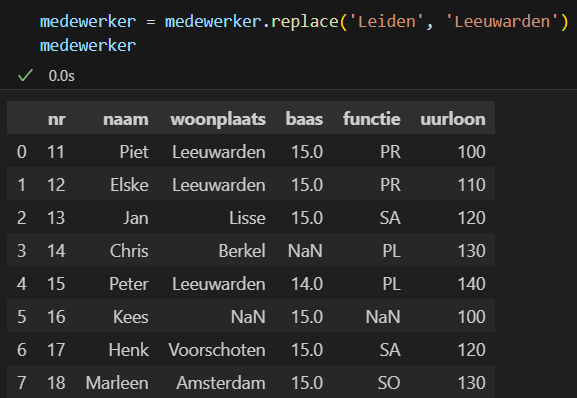 medewerker = medewerker.replace('Leiden', 'Leeuwarden')
medewerker
0.0s
nr naam woonplaats baas functie uurloon
0 11 Piet Leeuwarden 15.0 PR 100
1 12 Elske Leeuwarden 15.0 PR 110
2 13 Jan Lisse 15.0 SA 120
3 14 Chris Berkel NaN PL 130
4 15 Peter Leeuwarden 14.0 PL 140
5 16 Kees NaN 15.0 NaN 100
6 17 Henk Voorschoten 15.0 SA 120
7 18 Marleen Amsterdam 15.0 SO 130